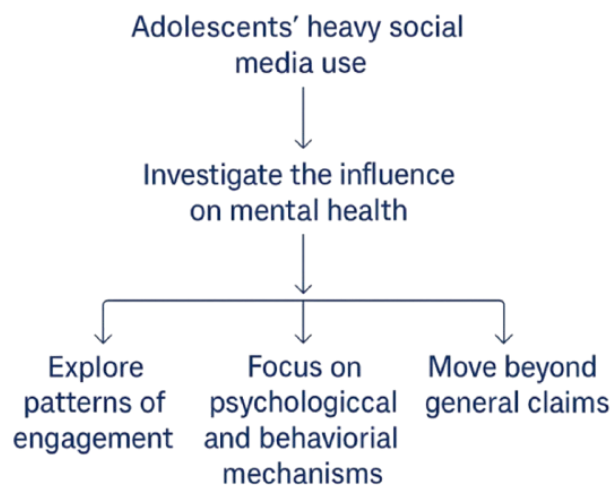 Adolescents’ heavy social
media use
Investigate the influence
on mental health
Explore
patterns of
engagement
Focus on
psychologiccal
and behaviorial
mechanisms
Move beyond
general claims